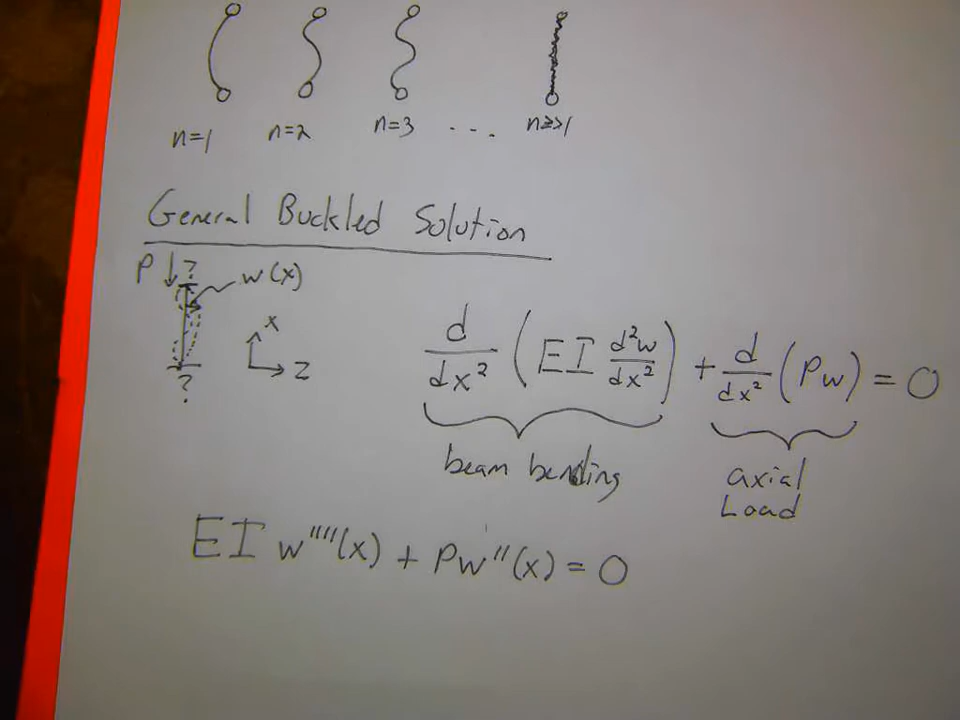 n=1 n=2 n=3 ... n>>1
General Buckled Solution
P ↓ ? w(x)
x
z
?
d/dx² (EI d²w/dx²) + d/dx² (Pw) = 0
beam bending axial
Load
EI w''''(x) + Pw''(x) = 0